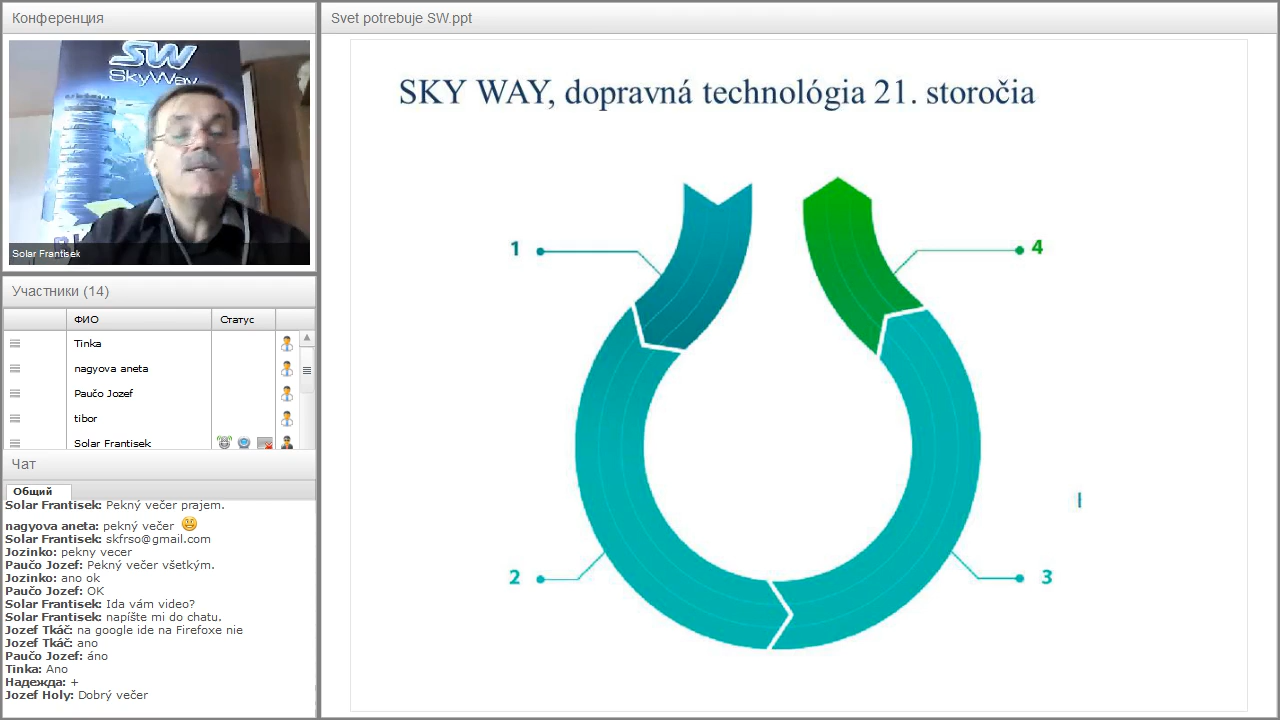 Конференция
SW
SkyWay
Solar Frantisek
Участники (14)
ФИО Статус
Tinka
nagyova aneta
Paučo Jozef
tibor
Solar Frantisek
Чат
Общий
Solar Frantisek: Pekný večer prajem.
nagyova aneta: pekný večer
Solar Frantisek: skfrso@gmail.com
Jozinko: pekny vecer
Paučo Jozef: Pekný večer všetkým.
Jozinko: ano ok
Paučo Jozef: OK
Solar Frantisek: Ida vám video?
Solar Frantisek: napíšte mi do chatu.
Jozef Tkáč: na google ide na Firefoxe nie
Jozef Tkáč: ano
Paučo Jozef: áno
Tinka: Ano
Надежда: +
Jozef Holy: Dobrý večer
Svet potrebuje SW.ppt
SKY WAY, dopravná technológia 21. storočia
1
4
2
3